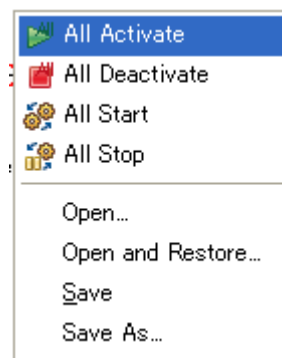 All Activate
All Deactivate
All Start
All Stop
Open...
Open and Restore...
Save
Save As...